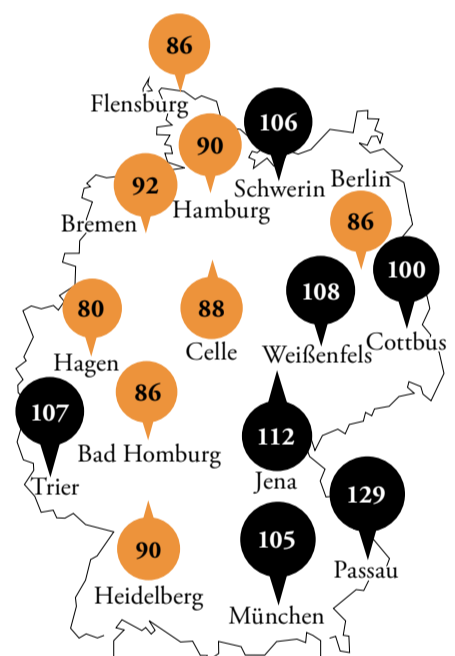 86
Flensburg
106
90
Schwerin
Berlin
92
Hamburg
Bremen
86
100
108
80
88
Cottbus
Celle
Weißenfels
Hagen
86
107
112
Bad Homburg
Jena
Trier
129
105
90
Passau
Heidelberg
München